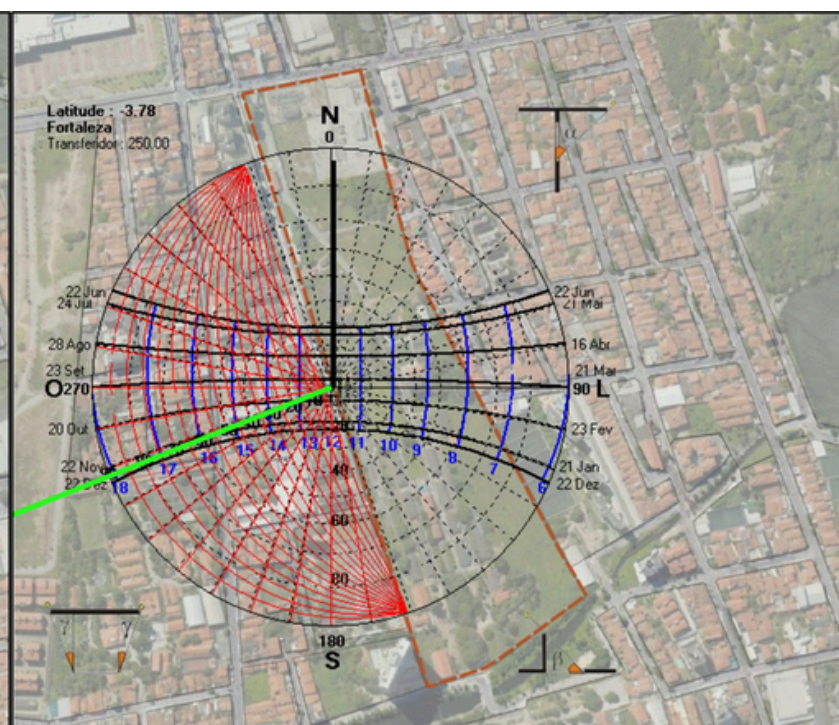 Latitude : -3.78
Fortaleza
Transferidor : 250.00
N
0
α
22 Jun
24 Jul
28 Ago
23 Set
O 270
20 Out
22 Nov
22 Dez
22 Jun
21 Mai
16 Abr
21 Mar
90 L
23 Fev
21 Jan
22 Dez
18
17
16
15
14
13
12
11
10
9
8
7
6
40
60
80
180
S
γ γ
β